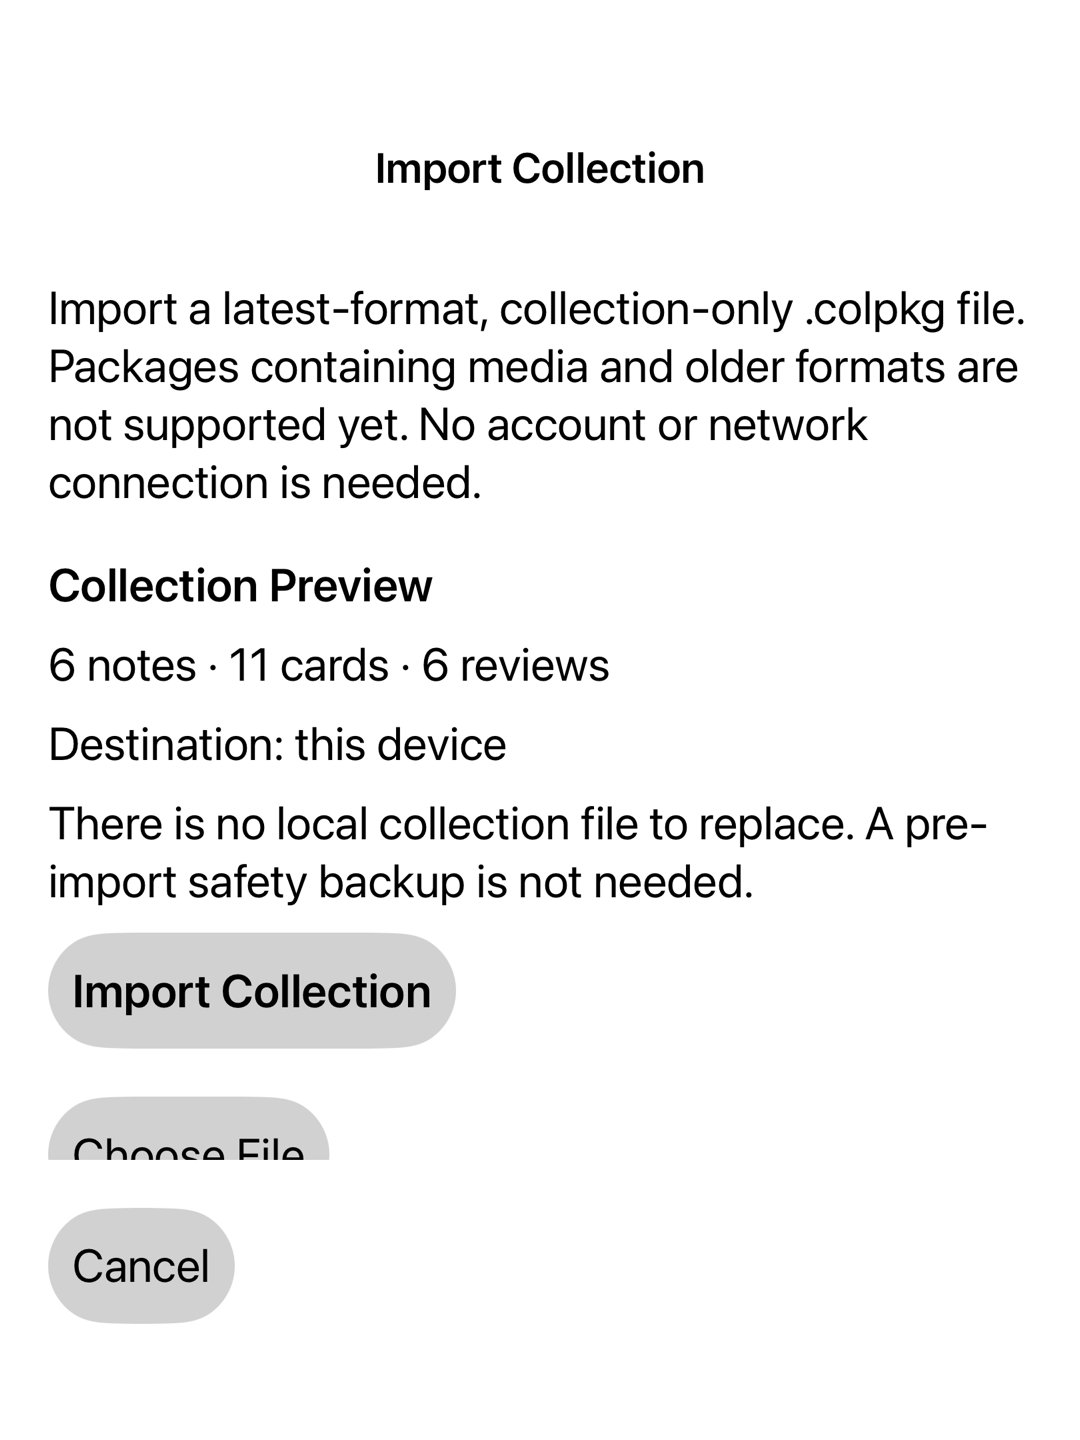 Import Collection
Import a latest-format, collection-only .colpkg file.
Packages containing media and older formats are
not supported yet. No account or network
connection is needed.
Collection Preview
6 notes · 11 cards · 6 reviews
Destination: this device
There is no local collection file to replace. A pre-
import safety backup is not needed.
Import Collection
Choose File
Cancel